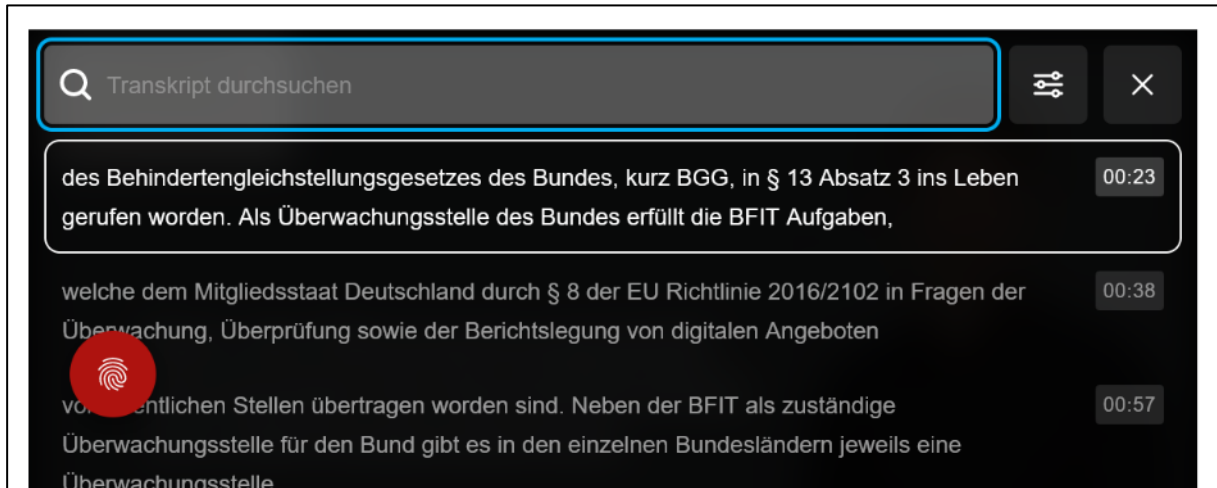 Transkript durchsuchen
des Behindertengleichstellungsgesetzes des Bundes, kurz BGG, in § 13 Absatz 3 ins Leben 00:23
gerufen worden. Als Überwachungsstelle des Bundes erfüllt die BFIT Aufgaben,
welche dem Mitgliedsstaat Deutschland durch § 8 der EU Richtlinie 2016/2102 in Fragen der 00:38
Überwachung, Überprüfung sowie der Berichtslegung von digitalen Angeboten
Stellen übertragen worden sind. Neben der BFIT als zuständige 00:57
Überwachungsstelle für den Bund gibt es in den einzelnen Bundesländern jeweils eine
Überwachungsstelle